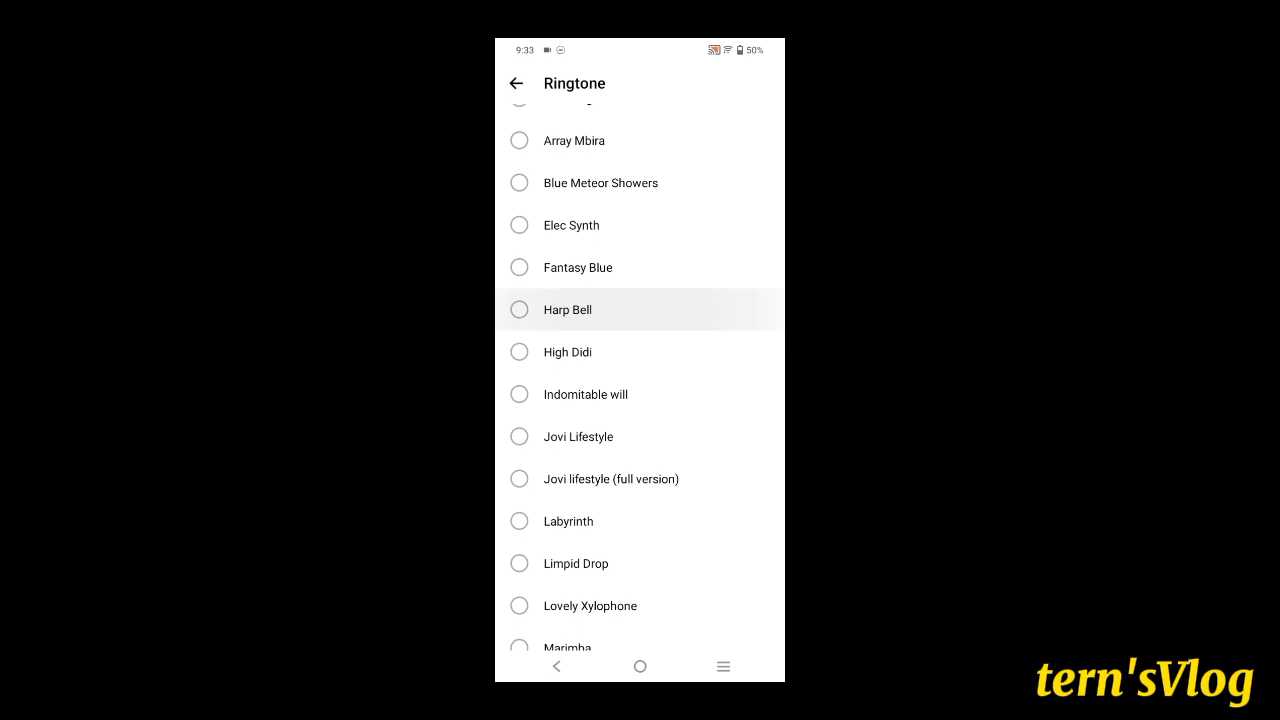 9:33 50%
Ringtone
Array Mbira
Blue Meteor Showers
Elec Synth
Fantasy Blue
Harp Bell
High Didi
Indomitable will
Jovi Lifestyle
Jovi lifestyle (full version)
Labyrinth
Limpid Drop
Lovely Xylophone
Marimba
tern'sVlog